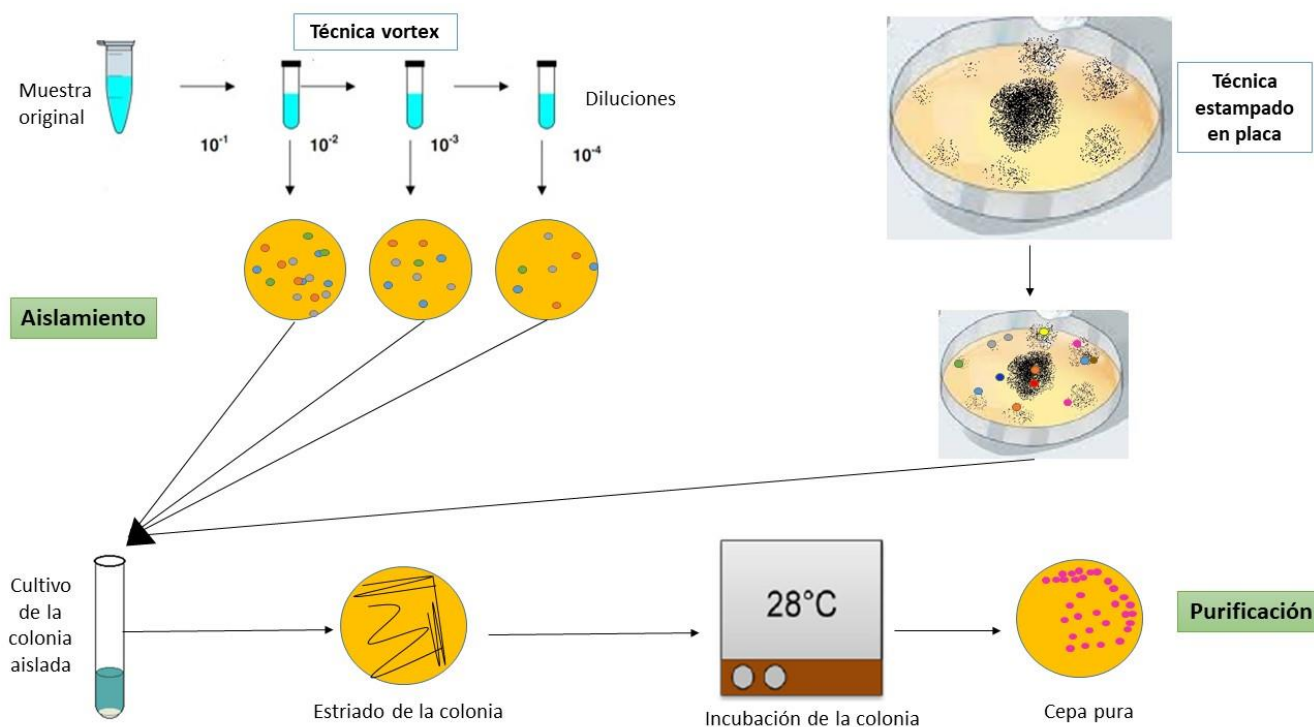 Técnica vortex
Muestra
original
Diluciones
10-1
10-2
10-3
10-4
Técnica
estampado
en placa
Aislamiento
Cultivo
de la
colonia
aislada
28°C
Purificación
Estriado de la colonia
Incubación de la colonia
Cepa pura